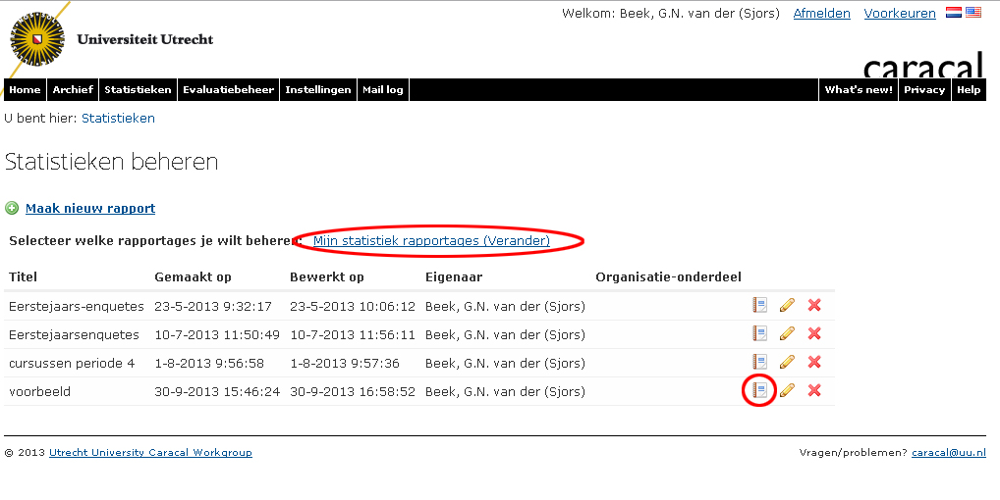 Welkom: Beek, G.N. van der (Sjors) Afmelden Voorkeuren
Universiteit Utrecht
caracal
Home Archief Statistieken Evaluatiebeheer Instellingen Mail log What's new! Privacy Help
U bent hier: Statistieken
Statistieken beheren
Maak nieuw rapport
Selecteer welke rapportages je wilt beheren: Mijn statistiek rapportages (Verander)
Titel Gemaakt op Bewerkt op Eigenaar Organisatie-onderdeel
Eerstejaars-enquetes 23-5-2013 9:32:17 23-5-2013 10:06:12 Beek, G.N. van der (Sjors)
Eerstejaarsenquetes 10-7-2013 11:50:49 10-7-2013 11:56:11 Beek, G.N. van der (Sjors)
cursussen periode 4 1-8-2013 9:56:58 1-8-2013 9:57:36 Beek, G.N. van der (Sjors)
voorbeeld 30-9-2013 15:46:24 30-9-2013 16:58:52 Beek, G.N. van der (Sjors)
© 2013 Utrecht University Caracal Workgroup Vragen/problemen? caracal@uu.nl